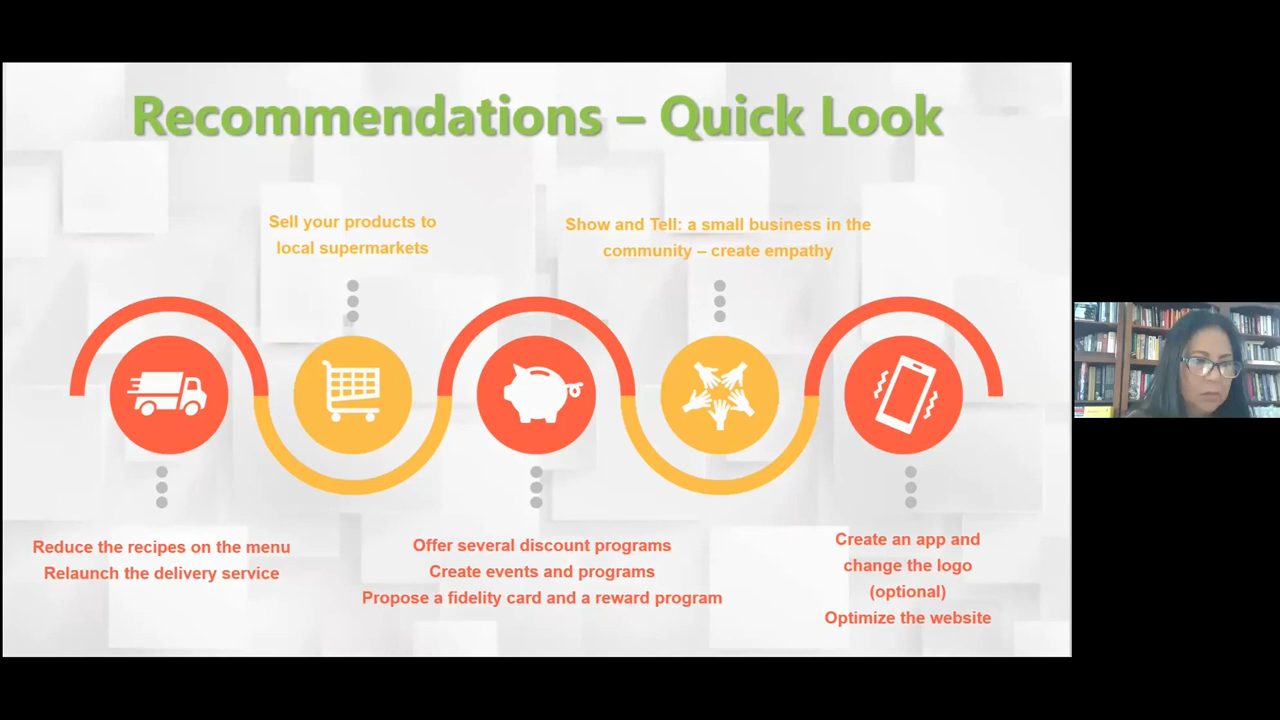 Recommendations – Quick Look
Sell your products to
local supermarkets
Show and Tell: a small business in the
community – create empathy
Reduce the recipes on the menu
Relaunch the delivery service
Offer several discount programs
Create events and programs
Propose a fidelity card and a reward program
Create an app and
change the logo
(optional)
Optimize the website